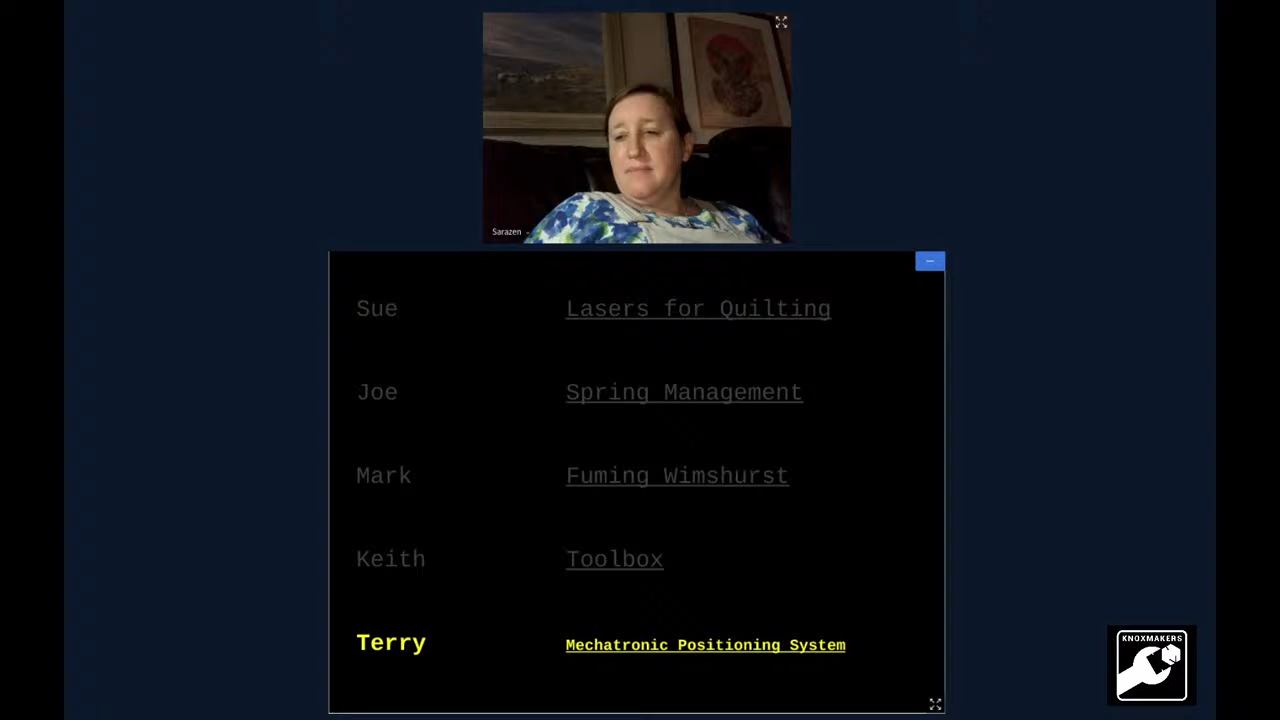 Sarazen
Sue Lasers for Quilting
Joe Spring Management
Mark Fuming Wimshurst
Keith Toolbox
Terry Mechatronic Positioning System
KNOXMAKERS